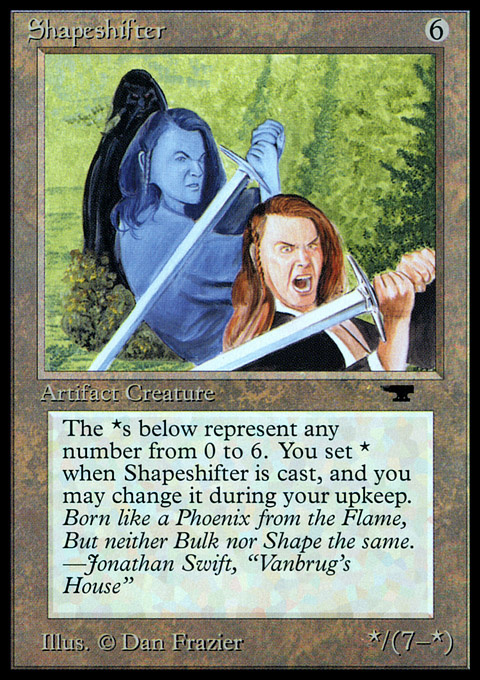 Shapeshifter 6
Artifact Creature
The *s below represent any
number from 0 to 6. You set *
when Shapeshifter is cast, and you
may change it during your upkeep.
Born like a Phoenix from the Flame,
But neither Bulk nor Shape the same.
—Jonathan Swift, “Vanbrug's
House”
Illus. © Dan Frazier */(7–*)